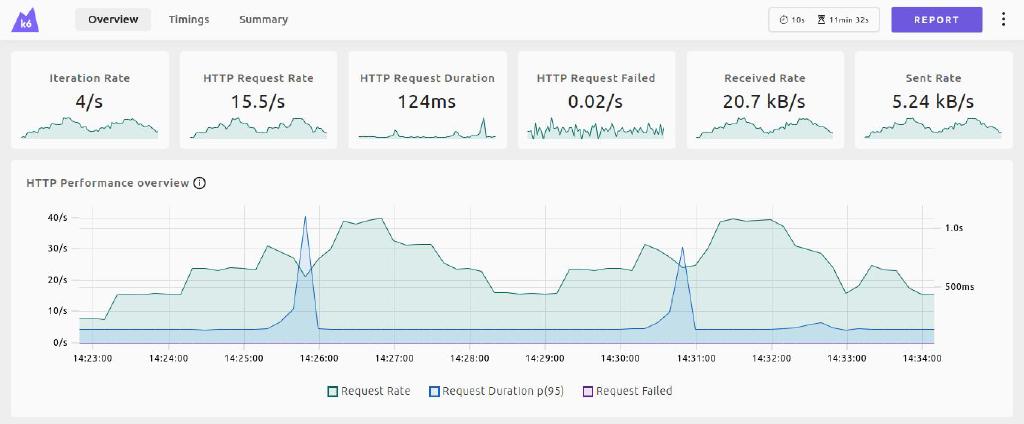 k6
Overview Timings Summary 10s 11min 32s REPORT
Iteration Rate HTTP Request Rate HTTP Request Duration HTTP Request Failed Received Rate Sent Rate
4/s 15.5/s 124ms 0.02/s 20.7 kB/s 5.24 kB/s
HTTP Performance overview
40/s
1.0s
30/s
20/s
500ms
10/s
0/s
14:23:00 14:24:00 14:25:00 14:26:00 14:27:00 14:28:00 14:29:00 14:30:00 14:31:00 14:32:00 14:33:00 14:34:00
Request Rate Request Duration p(95) Request Failed